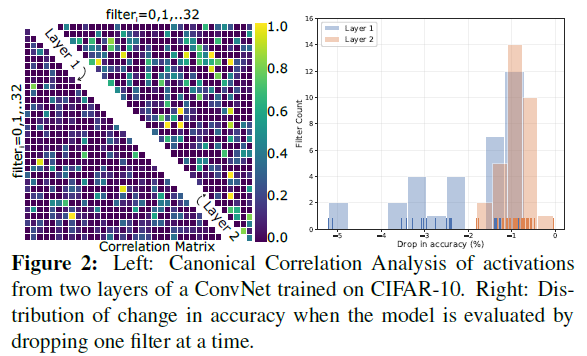 filter=0,1,..32
filter=0,1,..32
Layer 1
Layer 2
Correlation Matrix
1.0
0.8
0.6
0.4
0.2
0.0
Layer 1
Layer 2
Filter Count
16
14
12
10
8
6
4
2
0
−5
−4
−3
−2
−1
0
Drop in accuracy (%)
Figure 2: Left: Canonical Correlation Analysis of activations
from two layers of a ConvNet trained on CIFAR-10. Right: Dis-
tribution of change in accuracy when the model is evaluated by
dropping one filter at a time.